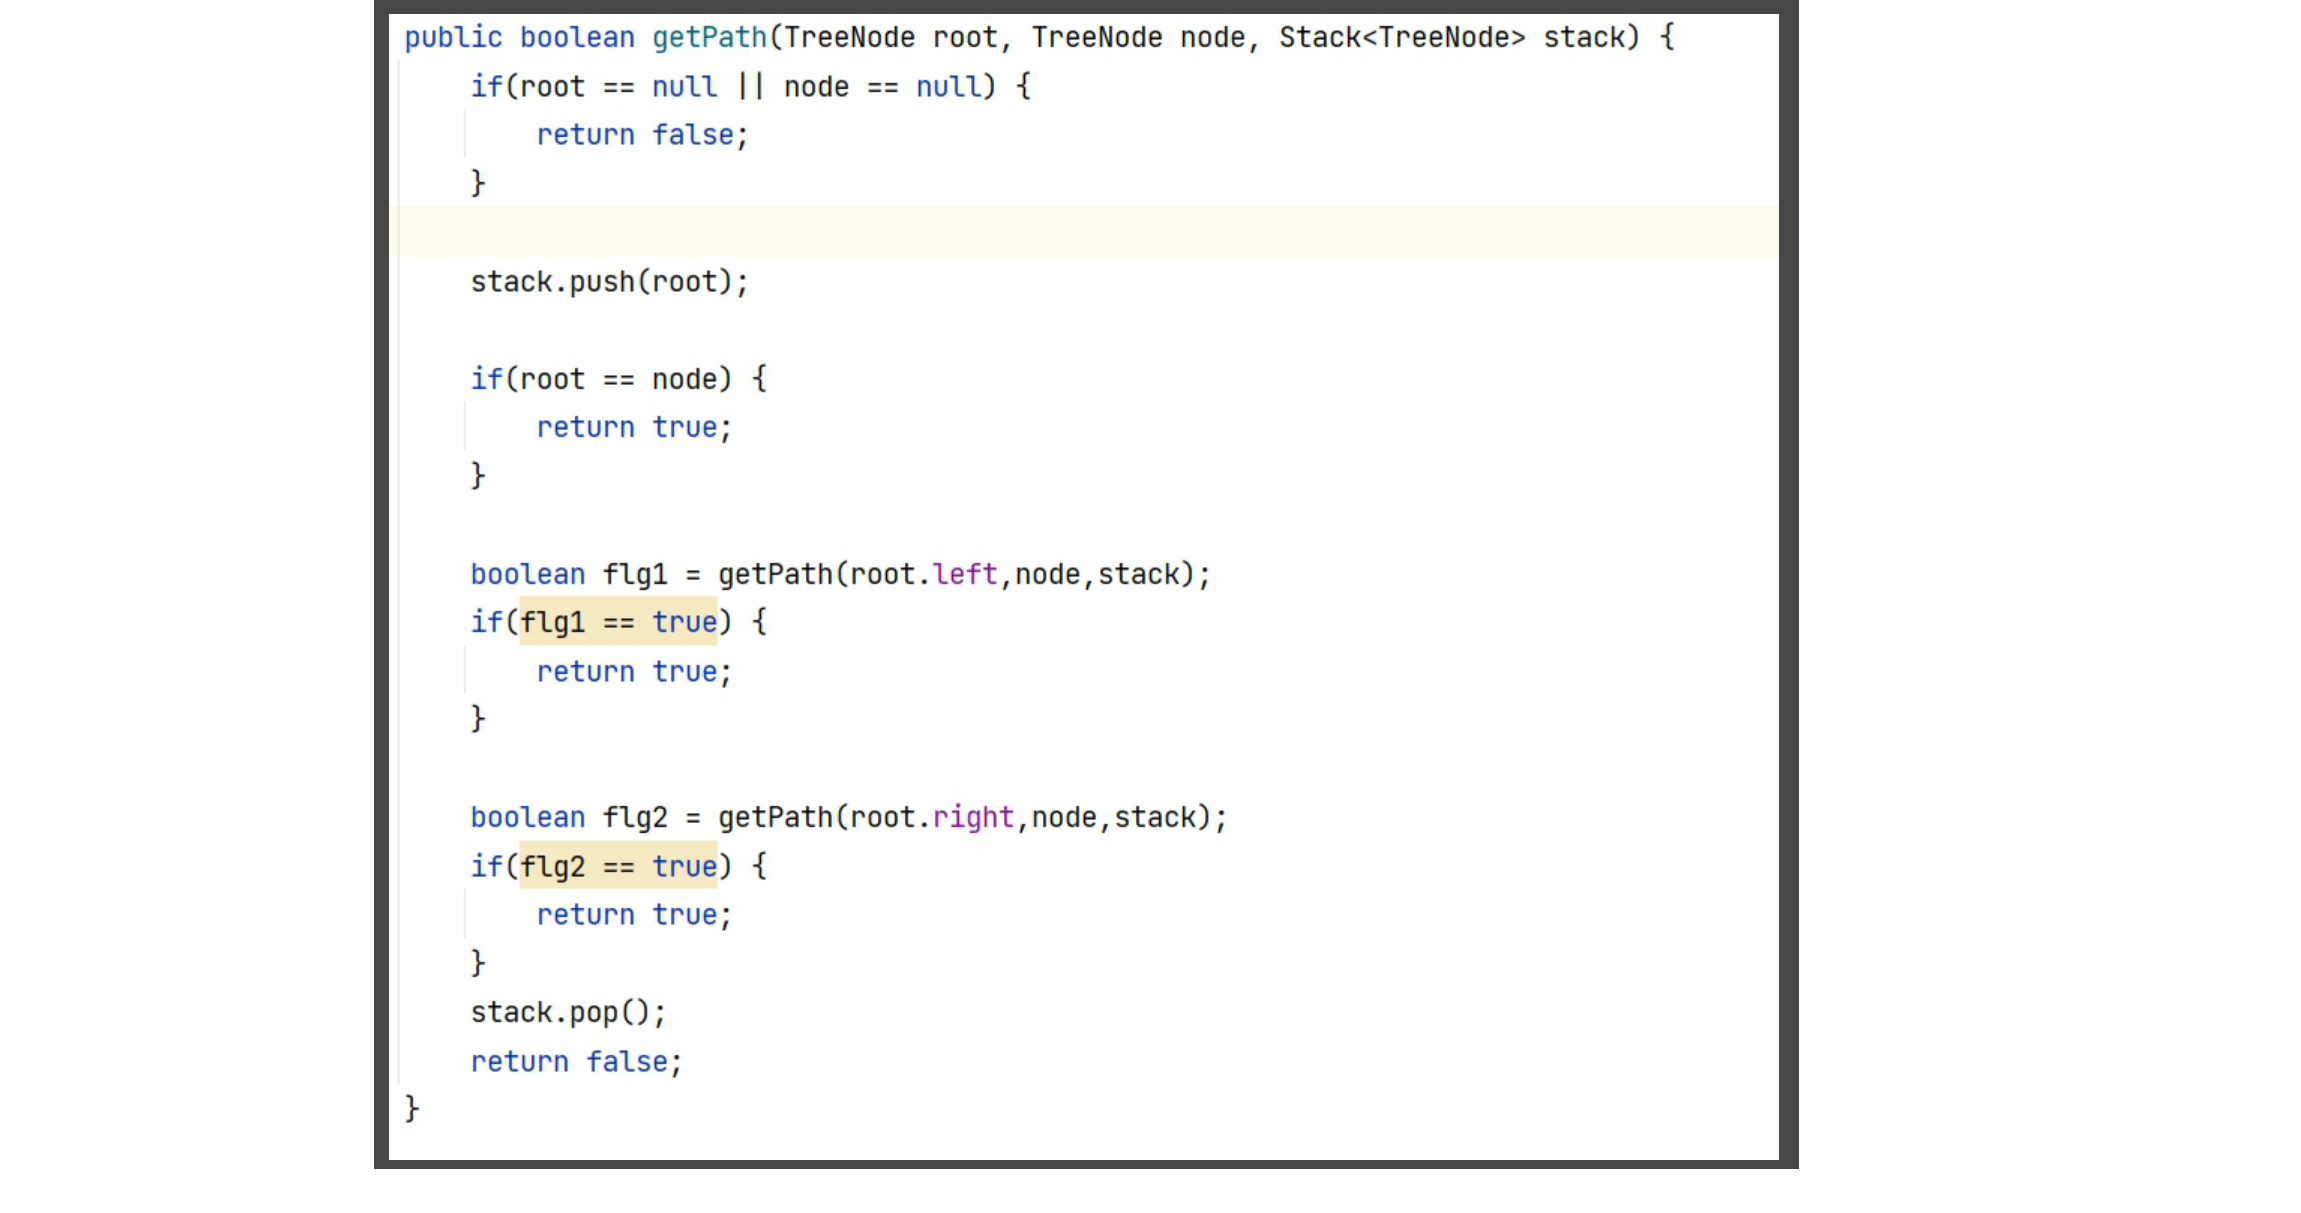 public boolean getPath(TreeNode root, TreeNode node, Stack<TreeNode> stack) {
    if(root == null || node == null) {
        return false;
    }

    stack.push(root);

    if(root == node) {
        return true;
    }

    boolean flg1 = getPath(root.left,node,stack);
    if(flg1 == true) {
        return true;
    }

    boolean flg2 = getPath(root.right,node,stack);
    if(flg2 == true) {
        return true;
    }
    stack.pop();
    return false;
}